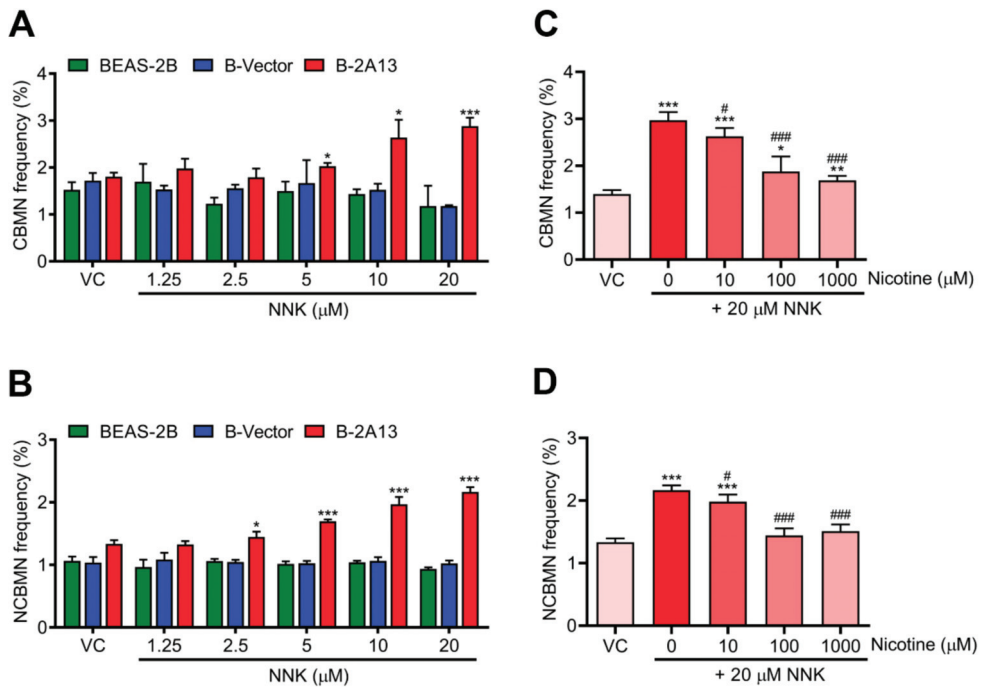 A
BEAS-2B B-Vector B-2A13
CBMN frequency (%)
4
3
2
1
0
* * ***
VC 1.25 2.5 5 10 20
NNK (μM)
C
CBMN frequency (%)
4
3
2
1
0
***
#
***
###
*
###
**
VC 0 10 100 1000 Nicotine (μM)
+ 20 μM NNK
B
BEAS-2B B-Vector B-2A13
NCBMN frequency (%)
3
2
1
0
* *** *** ***
VC 1.25 2.5 5 10 20
NNK (μM)
D
NCBMN frequency (%)
3
2
1
0
***
#
***
###
###
VC 0 10 100 1000 Nicotine (μM)
+ 20 μM NNK